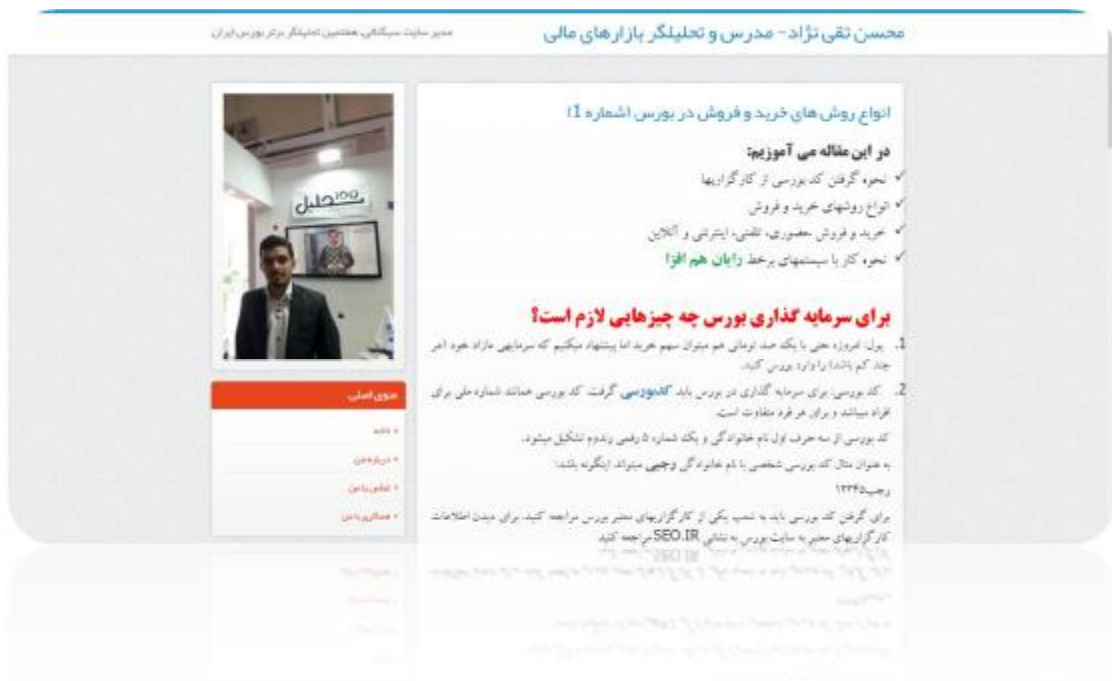 محسن تقی نژاد- مدرس و تحلیلگر بازارهای مالی
مدیر سایت سیگنالی، هفتمین تحلیلگر برتر بورس ایران
انواع روش های خرید و فروش در بورس (شماره 1)
در این مقاله می آموزیم:
✓ نحوه گرفتن کد بورسی از کارگزاریها
✓ انواع روشهای خرید و فروش
✓ خرید و فروش حضوری، تلفنی، اینترنتی و آنلاین
✓ نحوه کار با سیستمهای برخط رایان هم افزا
برای سرمایه گذاری بورس چه چیزهایی لازم است؟
1. پول: امروزه حتی با یک صد تومانی هم میتوان سهم خرید اما پیشنهاد میکنیم که سرمایهی مازاد خود (هر
چند کم باشد) را وارد بورس کنید.
2. کد بورسی: برای سرمایه گذاری در بورس باید کدبورسی گرفت. کد بورسی همانند شماره ملی برای
افراد میباشد و برای هر فرد متفاوت است.
کد بورسی از سه حرف اول نام خانوادگی و یک شماره ۵ رقمی رندوم تشکیل میشود.
به عنوان مثال کد بورسی شخصی با نام خانوادگی رجبی میتواند اینگونه باشد:
رجب۱۳۳۴۵
برای گرفتن کد بورسی باید به شعب یکی از کارگزاریهای معتبر بورس مراجعه کنید. برای دیدن اطلاعات
کارگزاریهای معتبر به سایت بورس به نشانی SEO.IR مراجعه کنید
تحلیل
منوی اصلی
خانه
درباره من
تماس با من
همکاری با من